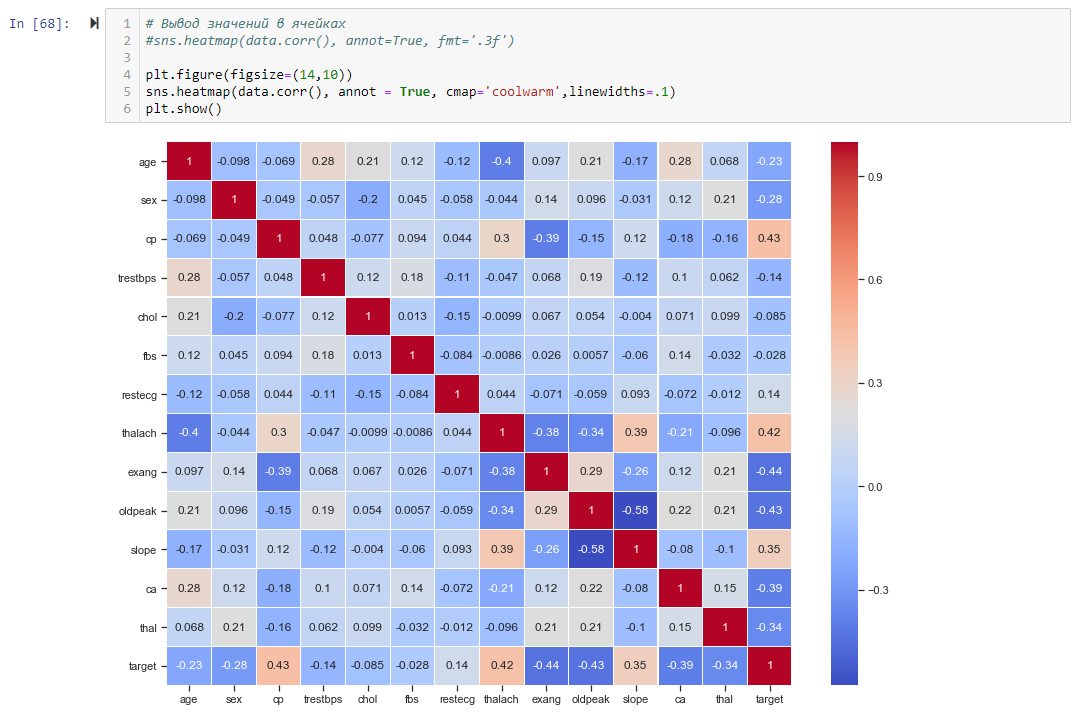 In [68]:
1 # Вывод значений в ячейках
2 #sns.heatmap(data.corr(), annot=True, fmt='.3f')
3
4 plt.figure(figsize=(14,10))
5 sns.heatmap(data.corr(), annot = True, cmap='coolwarm',linewidths=.1)
6 plt.show()
age 1 -0.098 -0.069 0.28 0.21 0.12 -0.12 -0.4 0.097 0.21 -0.17 0.28 0.068 -0.23
sex -0.098 1 -0.049 -0.057 -0.2 0.045 -0.058 -0.044 0.14 0.096 -0.031 0.12 0.21 -0.28
cp -0.069 -0.049 1 0.048 -0.077 0.094 0.044 0.3 -0.39 -0.15 0.12 -0.18 -0.16 0.43
trestbps 0.28 -0.057 0.048 1 0.12 0.18 -0.11 -0.047 0.068 0.19 -0.12 0.1 0.062 -0.14
chol 0.21 -0.2 -0.077 0.12 1 0.013 -0.15 -0.0099 0.067 0.054 -0.004 0.071 0.099 -0.085
fbs 0.12 0.045 0.094 0.18 0.013 1 -0.084 -0.0086 0.026 0.0057 -0.06 0.14 -0.032 -0.028
restecg -0.12 -0.058 0.044 -0.11 -0.15 -0.084 1 0.044 -0.071 -0.059 0.093 -0.072 -0.012 0.14
thalach -0.4 -0.044 0.3 -0.047 -0.0099 -0.0086 0.044 1 -0.38 -0.34 0.39 -0.21 -0.096 0.42
exang 0.097 0.14 -0.39 0.068 0.067 0.026 -0.071 -0.38 1 0.29 -0.26 0.12 0.21 -0.44
oldpeak 0.21 0.096 -0.15 0.19 0.054 0.0057 -0.059 -0.34 0.29 1 -0.58 0.22 0.21 -0.43
slope -0.17 -0.031 0.12 -0.12 -0.004 -0.06 0.093 0.39 -0.26 -0.58 1 -0.08 -0.1 0.35
ca 0.28 0.12 -0.18 0.1 0.071 0.14 -0.072 -0.21 0.12 0.22 -0.08 1 0.15 -0.39
thal 0.068 0.21 -0.16 0.062 0.099 -0.032 -0.012 -0.096 0.21 0.21 -0.1 0.15 1 -0.34
target -0.23 -0.28 0.43 -0.14 -0.085 -0.028 0.14 0.42 -0.44 -0.43 0.35 -0.39 -0.34 1
age sex cp trestbps chol fbs restecg thalach exang oldpeak slope ca thal target
0.9
0.6
0.3
0.0
-0.3